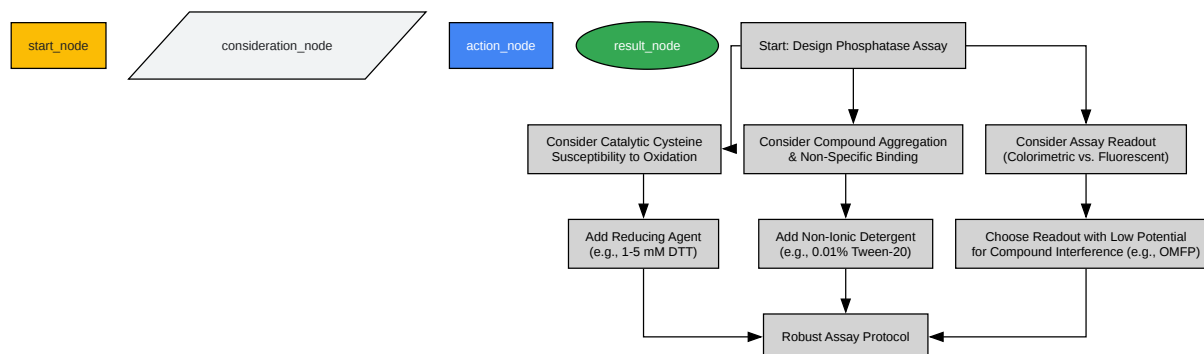 start_node
consideration_node
action_node
result_node
Start: Design Phosphatase Assay
Consider Catalytic Cysteine
Susceptibility to Oxidation
Consider Compound Aggregation
& Non-Specific Binding
Consider Assay Readout
(Colorimetric vs. Fluorescent)
Add Reducing Agent
(e.g., 1-5 mM DTT)
Add Non-Ionic Detergent
(e.g., 0.01% Tween-20)
Choose Readout with Low Potential
for Compound Interference (e.g., OMFP)
Robust Assay Protocol